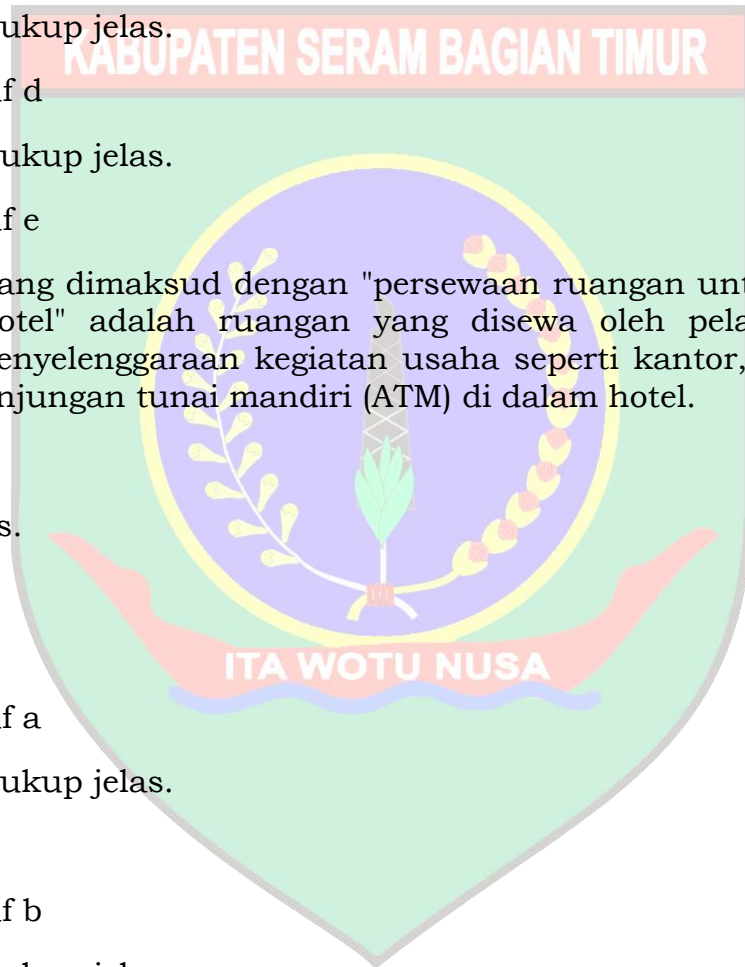 ukup jelas.
KABUPATEN SERAM BAGIAN TIMUR
f d
ukup jelas.
f e
ang dimaksud dengan "persewaan ruangan unt
otel" adalah ruangan yang disewa oleh pela
enyelenggaraan kegiatan usaha seperti kantor,
njungan tunai mandiri (ATM) di dalam hotel.
s.
ITA WOTU NUSA
f a
ukup jelas.
f b